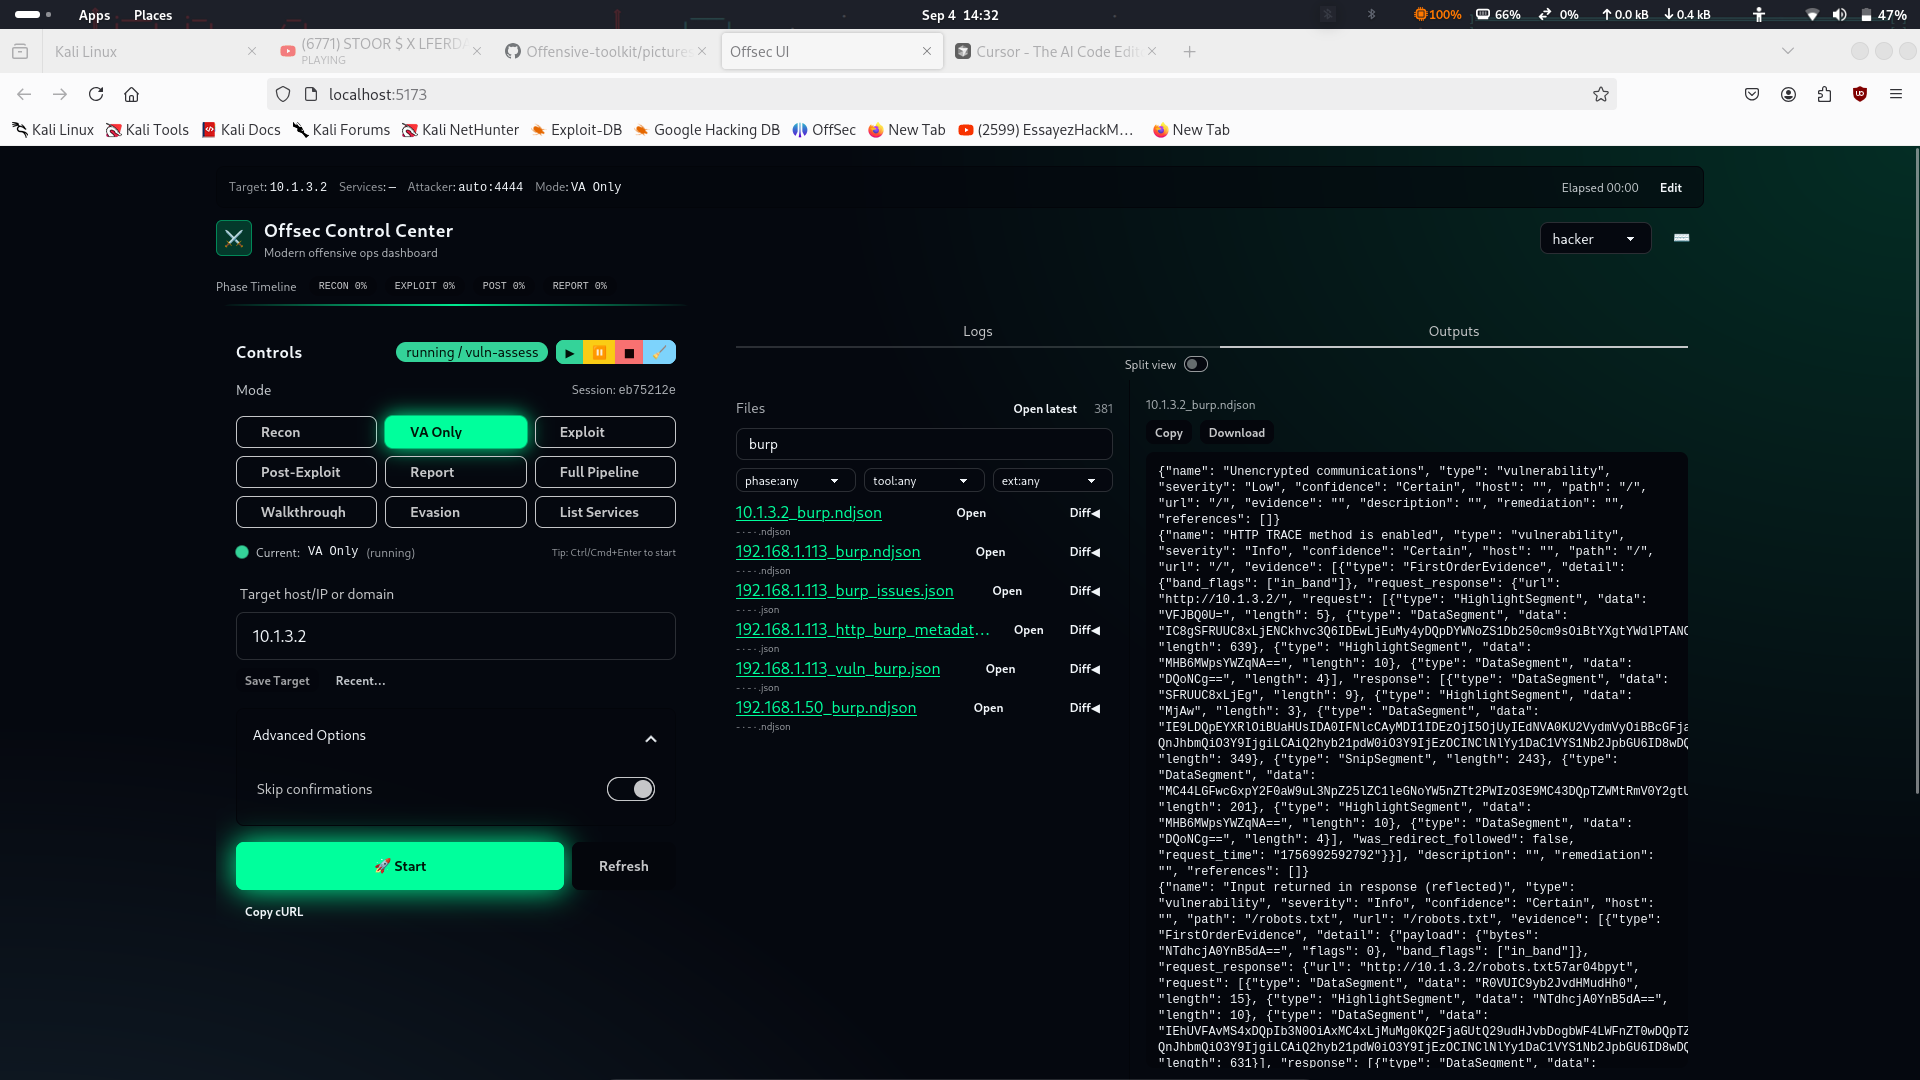 Apps Places Sep 4 14:32 100% 66% 0% 0.0 kB 0.4 kB 47%
Kali Linux (6771) STOOR $ X LFERDA Offensive-toolkit/pictures Offsec UI Cursor - The AI Code Edit
PLAYING
localhost:5173
Kali Linux Kali Tools Kali Docs Kali Forums Kali NetHunter Exploit-DB Google Hacking DB OffSec New Tab (2599) EssayezHackM… New Tab
Target: 10.1.3.2 Services: — Attacker: auto:4444 Mode: VA Only Elapsed 00:00 Edit
Offsec Control Center
Modern offensive ops dashboard
hacker
Phase Timeline RECON 0% EXPLOIT 0% POST 0% REPORT 0%
Controls running / vuln-assess
Mode Session: eb75212e
Recon VA Only Exploit
Post-Exploit Report Full Pipeline
Walkthrough Evasion List Services
Current: VA Only (running) Tip: Ctrl/Cmd+Enter to start
Target host/IP or domain
10.1.3.2
Save Target Recent...
Advanced Options
Skip confirmations
🚀 Start Refresh
Copy cURL
Logs Outputs
Split view
Files Open latest 381
burp
phase:any tool:any ext:any
10.1.3.2_burp.ndjson Open Diff◀
- · - · .ndjson
192.168.1.113_burp.ndjson Open Diff◀
- · - · .ndjson
192.168.1.113_burp_issues.json Open Diff◀
- · - · .json
192.168.1.113_http_burp_metadat… Open Diff◀
- · - · .json
192.168.1.113_vuln_burp.json Open Diff◀
- · - · .json
192.168.1.50_burp.ndjson Open Diff◀
- · - · .ndjson
10.1.3.2_burp.ndjson
Copy Download
{"name": "Unencrypted communications", "type": "vulnerability",
"severity": "Low", "confidence": "Certain", "host": "", "path": "/",
"url": "/", "evidence": "", "description": "", "remediation": "",
"references": []}
{"name": "HTTP TRACE method is enabled", "type": "vulnerability",
"severity": "Info", "confidence": "Certain", "host": "", "path": "/",
"url": "/", "evidence": [{"type": "FirstOrderEvidence", "detail":
{"band_flags": ["in_band"]}, "request_response": {"url":
"http://10.1.3.2/", "request": [{"type": "HighlightSegment", "data":
"VFJBQ0U=", "length": 5}, {"type": "DataSegment", "data":
length": 639}, {"type": "HighlightSegment", "data":
"MHB6MWpsYWZqNA==", "length": 10}, {"type": "DataSegment", "data":
"DQoNCg==", "length": 4}], "response": [{"type": "DataSegment", "data":
"SFRUUC8xLjEg", "length": 9}, {"type": "HighlightSegment", "data":
"MjAw", "length": 3}, {"type": "DataSegment", "data":
"length": 349}, {"type": "SnipSegment", "length": 243}, {"type":
"DataSegment", "data":
"length": 201}, {"type": "HighlightSegment", "data":
"MHB6MWpsYWZqNA==", "length": 10}, {"type": "DataSegment", "data":
"DQoNCg==", "length": 4}], "was_redirect_followed": false,
"request_time": "1756992592792"}}], "description": "", "remediation":
"", "references": []}
{"name": "Input returned in response (reflected)", "type":
"vulnerability", "severity": "Info", "confidence": "Certain", "host":
"", "path": "/robots.txt", "url": "/robots.txt", "evidence": [{"type":
"FirstOrderEvidence", "detail": {"payload": {"bytes":
"NTdhcjA0YnB5dA==", "flags": 0}, "band_flags": ["in_band"]},
"request_response": {"url": "http://10.1.3.2/robots.txt57ar04bpyt",
"request": [{"type": "DataSegment", "data": "R0VUIC9yb2JvdHMudHh0",
"length": 15}, {"type": "HighlightSegment", "data": "NTdhcjA0YnB5dA==",
"length": 10}, {"type": "DataSegment", "data":
"length": 631}], "response": [{"type": "DataSegment", "data":